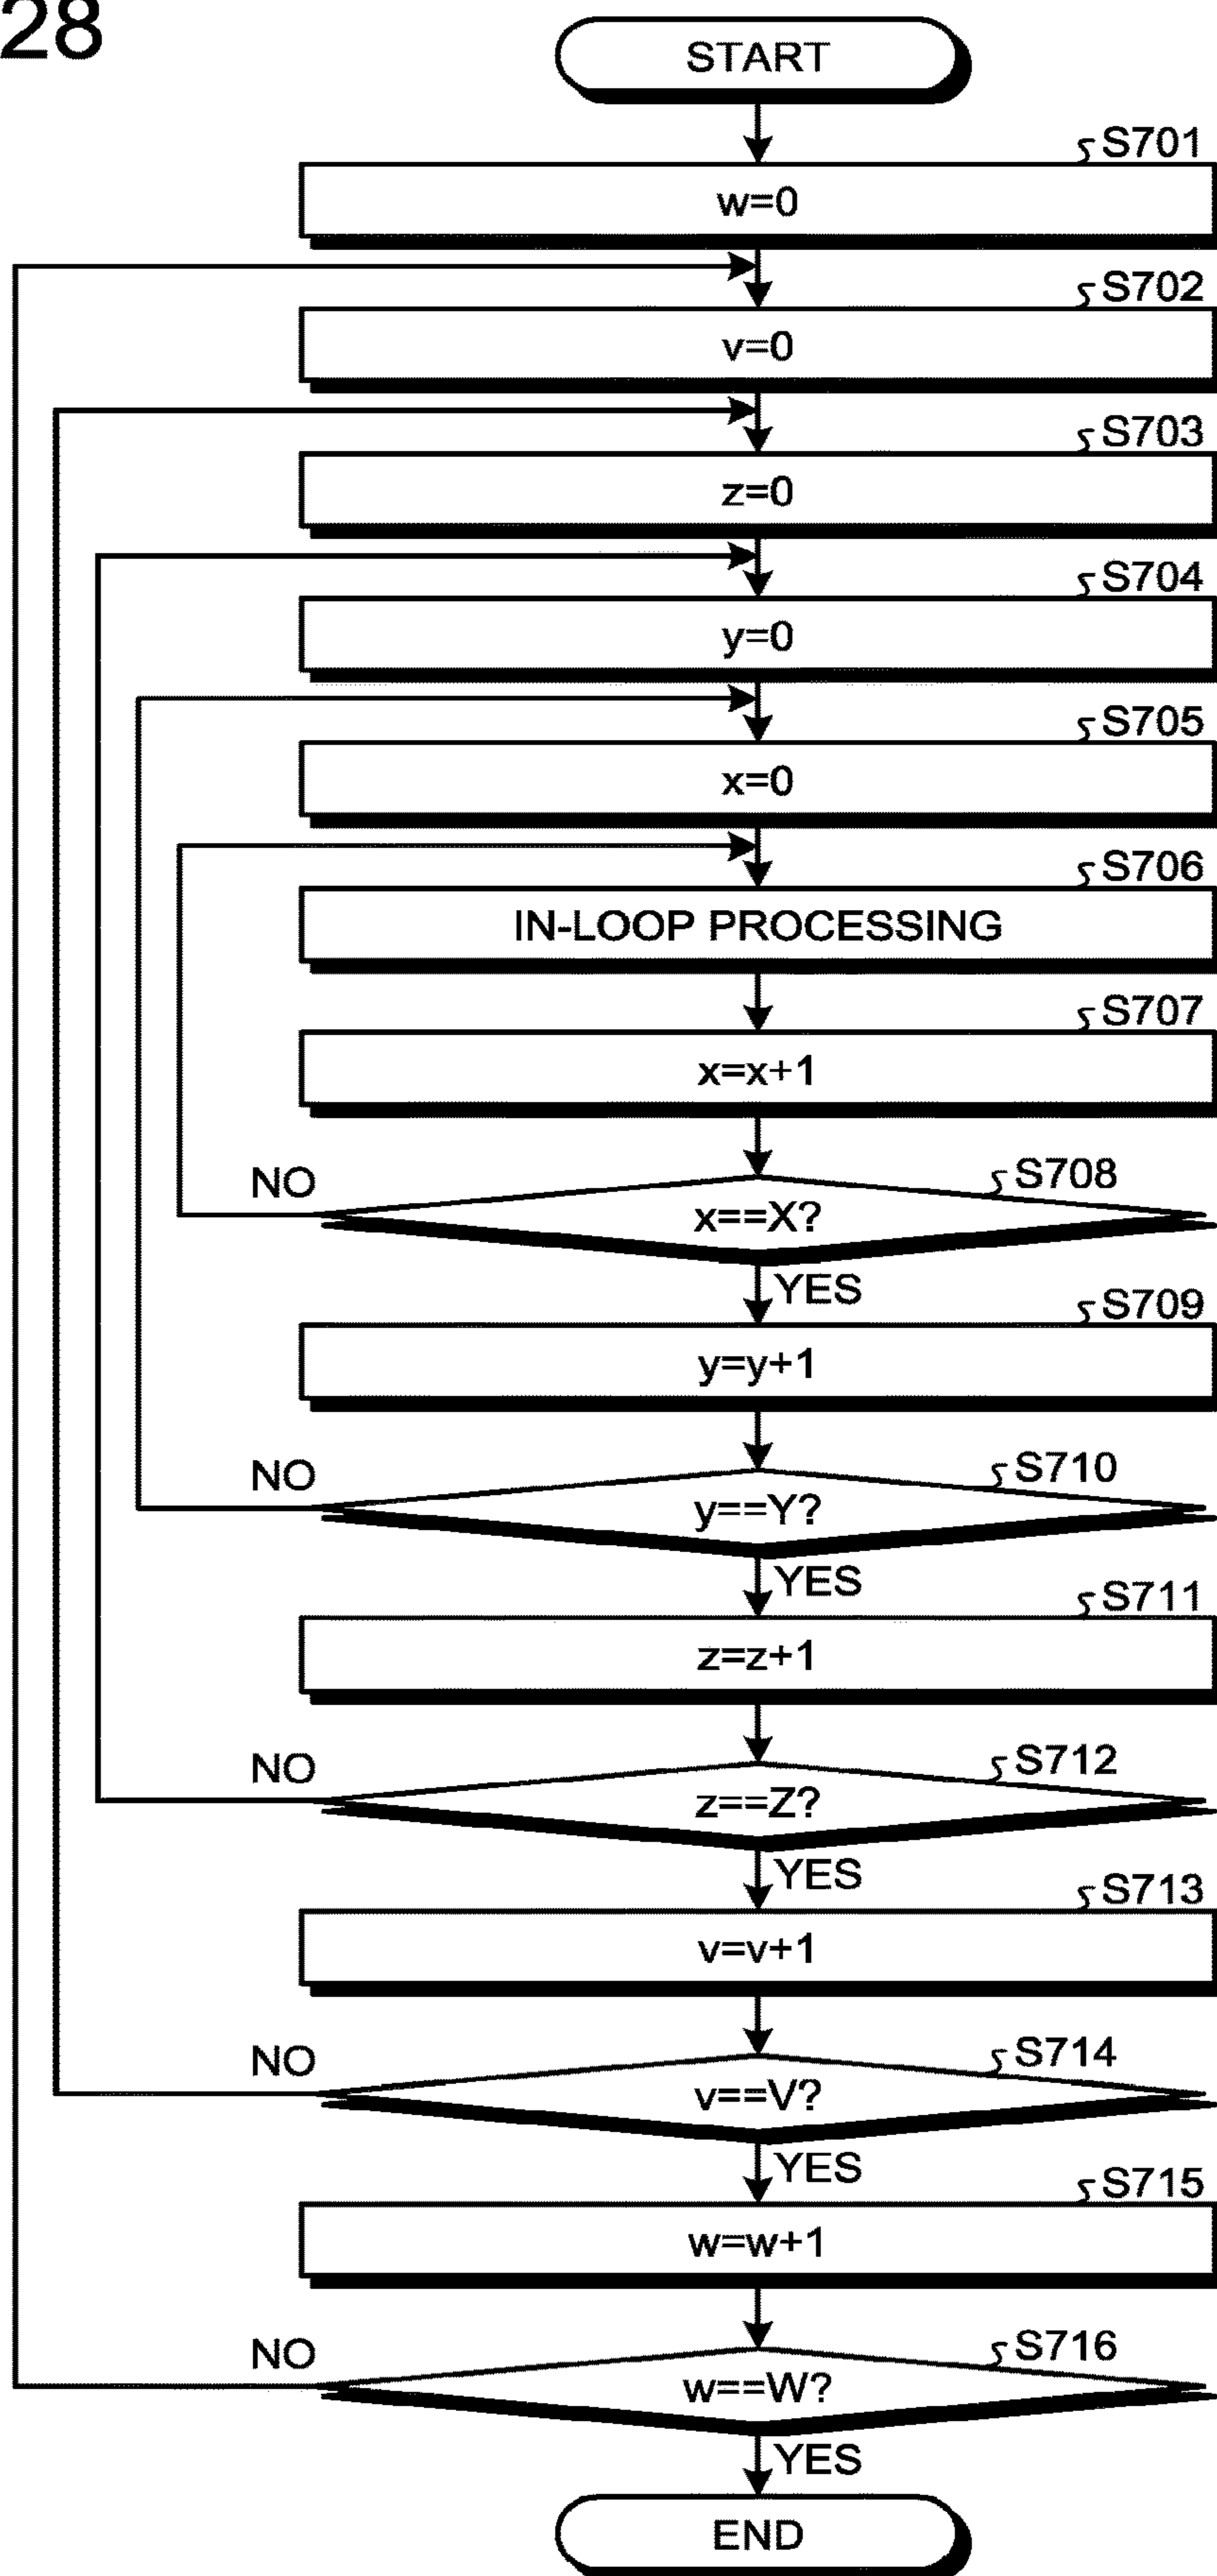 28
START
S701
w=0
S702
v=0
S703
z=0
S704
y=0
S705
x=0
S706
IN-LOOP PROCESSING
S707
x=x+1
S708
NO
x==X?
YES
S709
y=y+1
S710
NO
y==Y?
YES
S711
z=z+1
S712
NO
z==Z?
YES
S713
v=v+1
S714
NO
v==V?
YES
S715
w=w+1
S716
NO
w==W?
YES
END